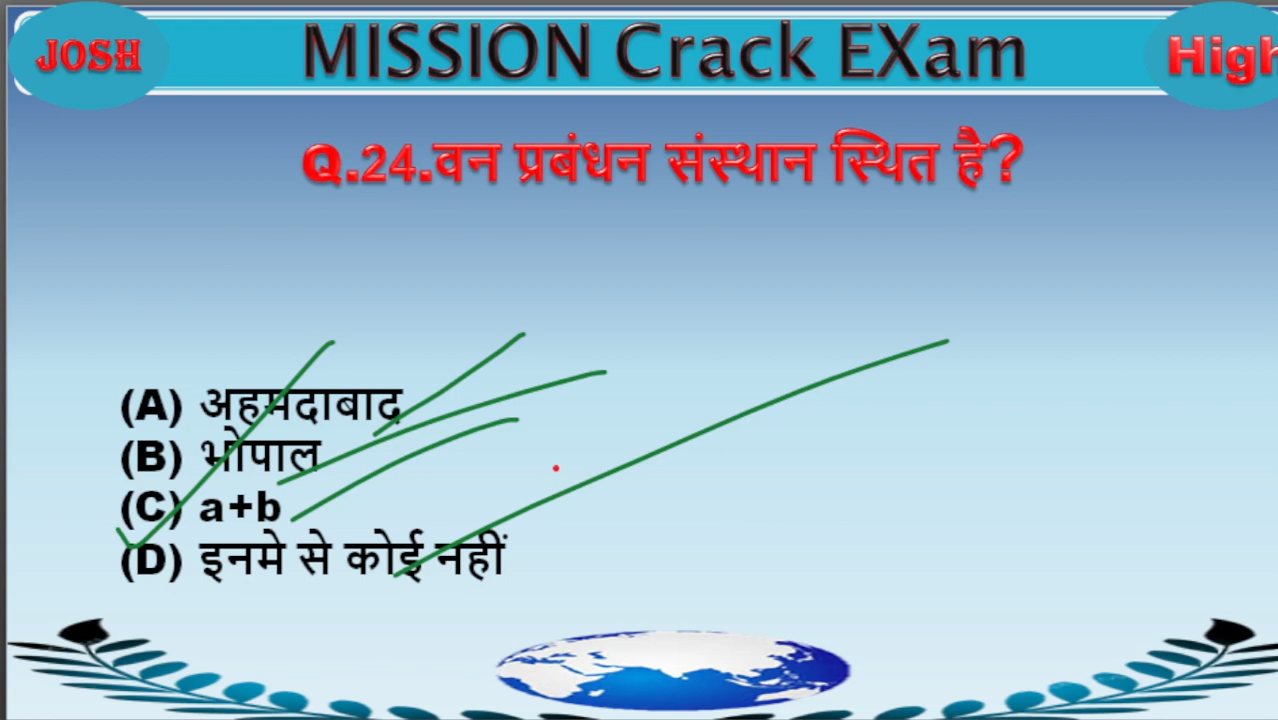 JOSH
MISSION Crack EXam
High
Q.24.वन प्रबंधन संस्थान स्थित है?
(A) अहमदाबाद
(B) भोपाल
(C) a+b
(D) इनमे से कोई नहीं